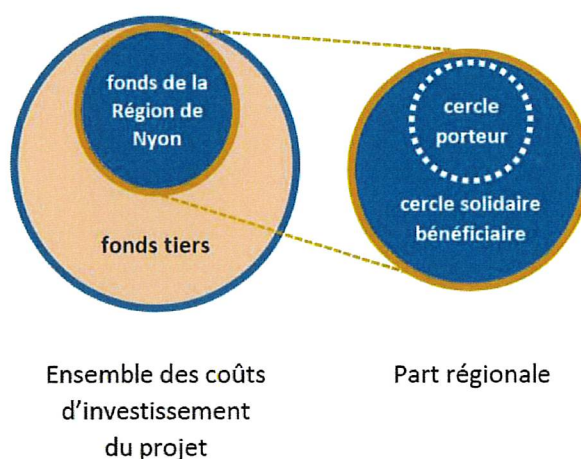 fonds de la
Région de
Nyon
fonds tiers
cercle
porteur
cercle solidaire
bénéficiaire
Ensemble des coûts
d'investissement
du projet
Part régionale